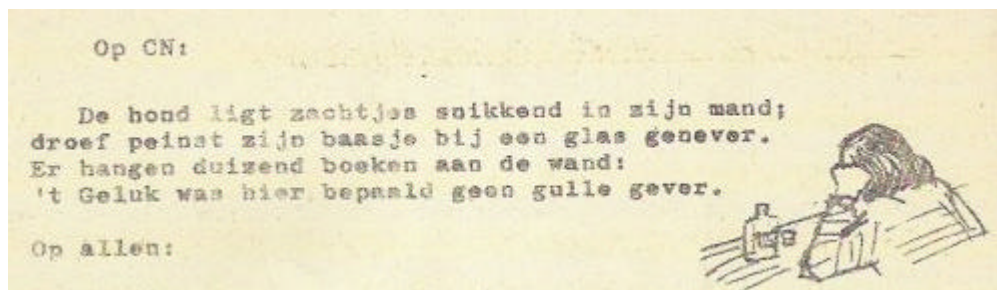 Op CN:
De hond ligt zachtjes snikkend in zijn mand;
droef peinst zijn baasje bij een glas genever.
Er hangen duizend boeken aan de wand:
't Geluk was hier bepaald geen gulle gever.
Op allen: